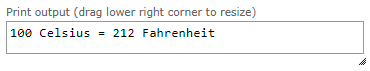 Print output (drag lower right corner to resize)
100 Celsius = 212 Fahrenheit